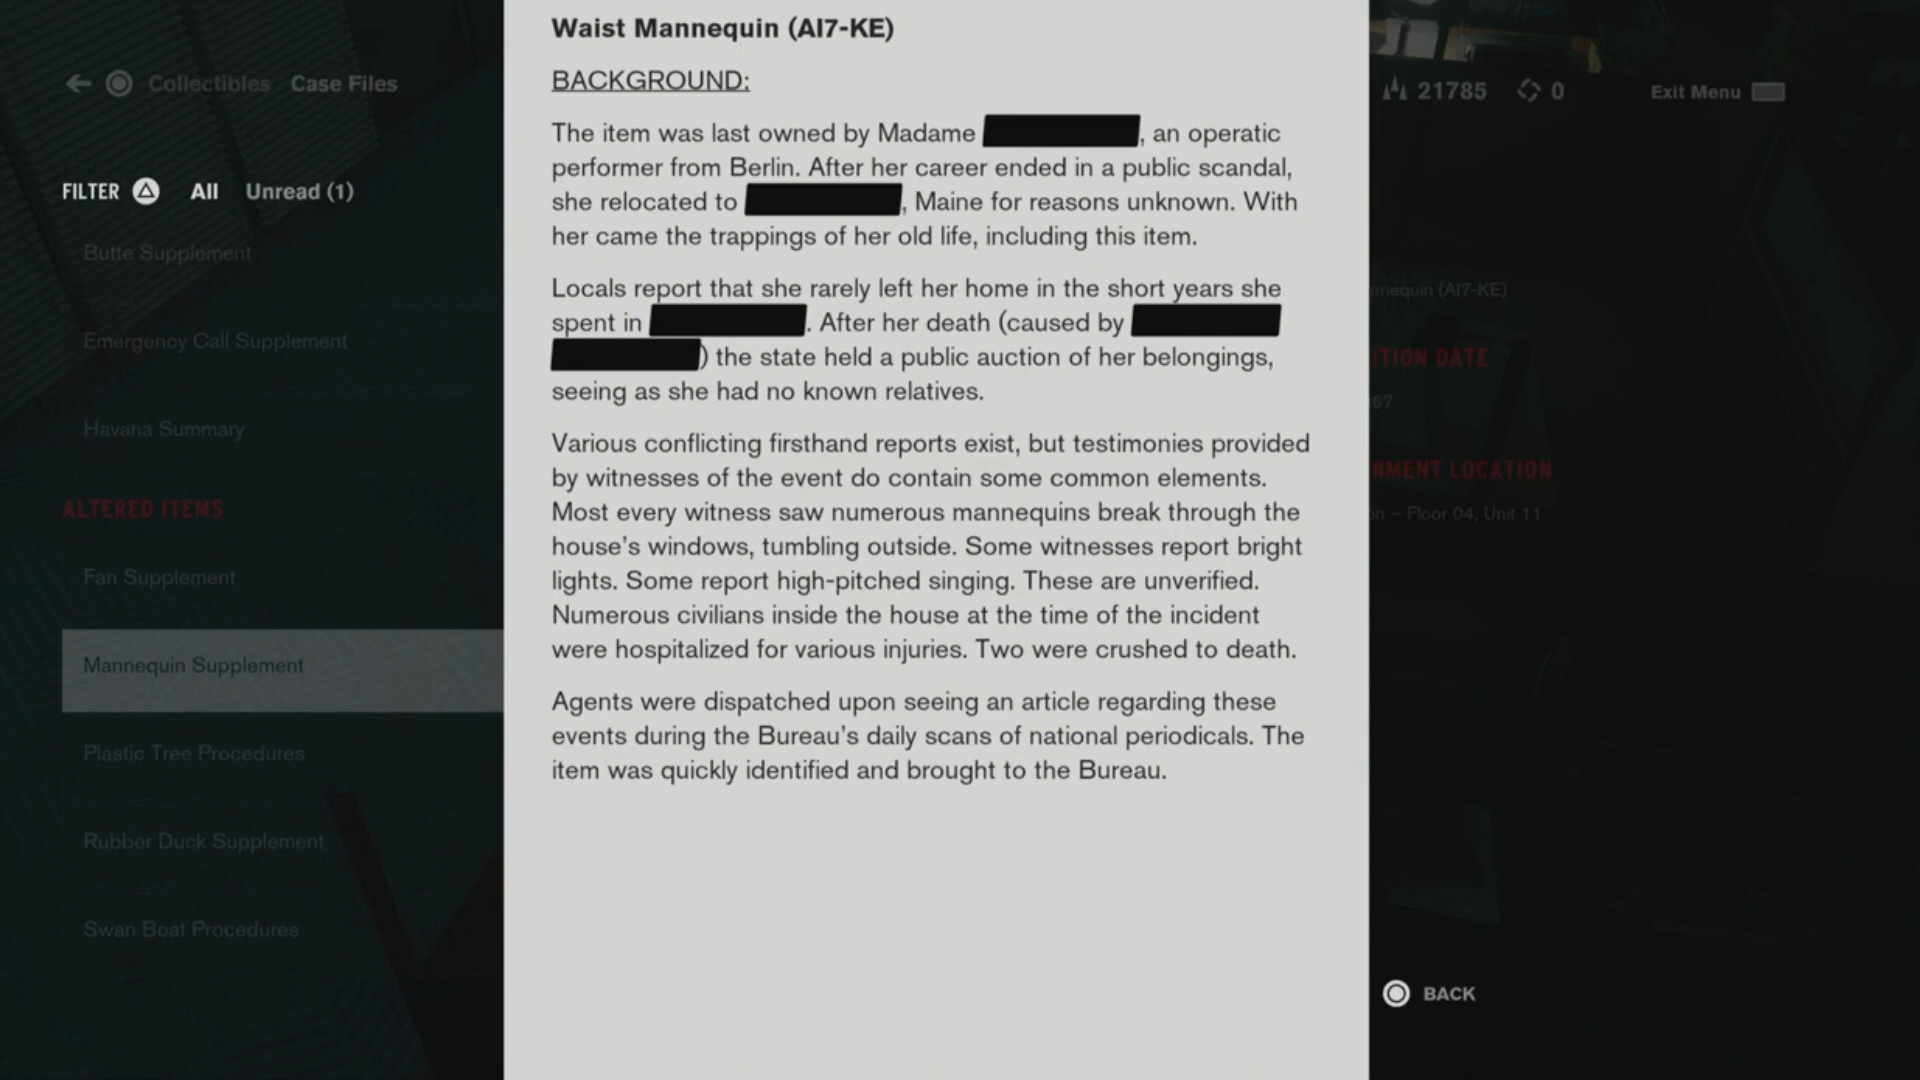 Waist Mannequin (AI7-KE)
BACKGROUND:
The item was last owned by Madame , an operatic
performer from Berlin. After her career ended in a public scandal,
she relocated to , Maine for reasons unknown. With
her came the trappings of her old life, including this item.
Locals report that she rarely left her home in the short years she
spent in . After her death (caused by
) the state held a public auction of her belongings,
seeing as she had no known relatives.
Various conflicting firsthand reports exist, but testimonies provided
by witnesses of the event do contain some common elements.
Most every witness saw numerous mannequins break through the
house's windows, tumbling outside. Some witnesses report bright
lights. Some report high-pitched singing. These are unverified.
Numerous civilians inside the house at the time of the incident
were hospitalized for various injuries. Two were crushed to death.
Agents were dispatched upon seeing an article regarding these
events during the Bureau's daily scans of national periodicals. The
item was quickly identified and brought to the Bureau.
Collectibles Case Files
FILTER All Unread (1)
Butte Supplement
Emergency Call Supplement
Havana Summary
ALTERED ITEMS
Fan Supplement
Mannequin Supplement
Plastic Tree Procedures
Rubber Duck Supplement
Swan Boat Procedures
21785 0 Exit Menu
nnequin (AI7-KE)
ITION DATE
67
NMENT LOCATION
on – Floor 04, Unit 11
BACK